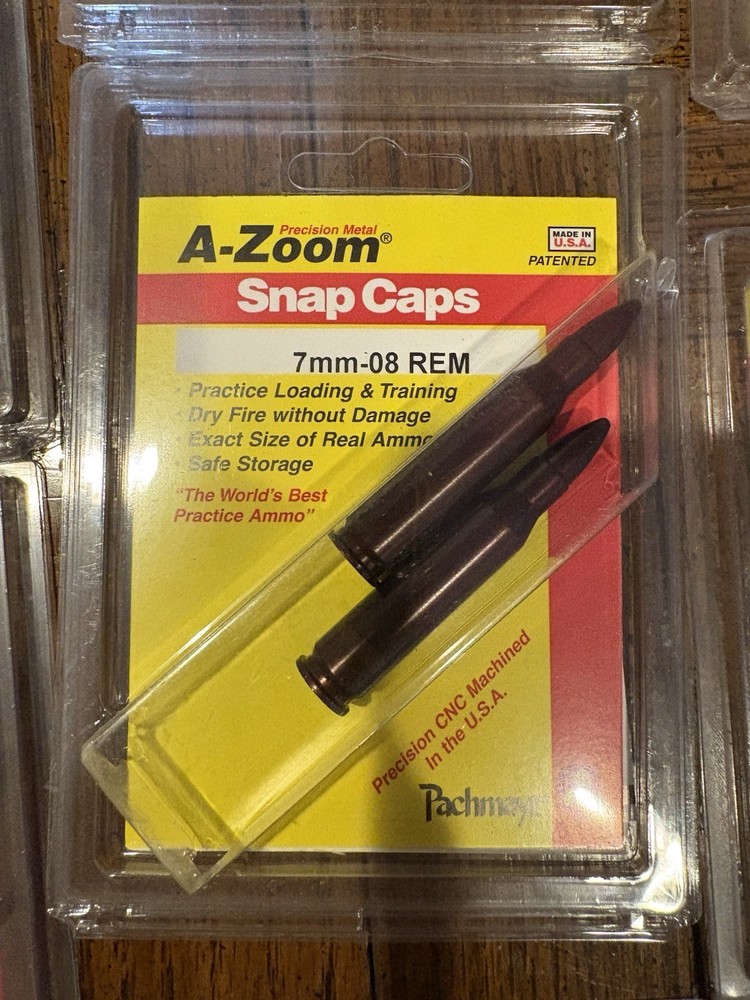 Precision Metal
A-Zoom®
MADE IN
U.S.A.
PATENTED
Snap Caps
7mm-08 REM
• Practice Loading & Training
• Dry Fire without Damage
• Exact Size of Real Ammo
• Safe Storage
"The World's Best
Practice Ammo"
Precision CNC Machined
In the U.S.A.
Pachmayr